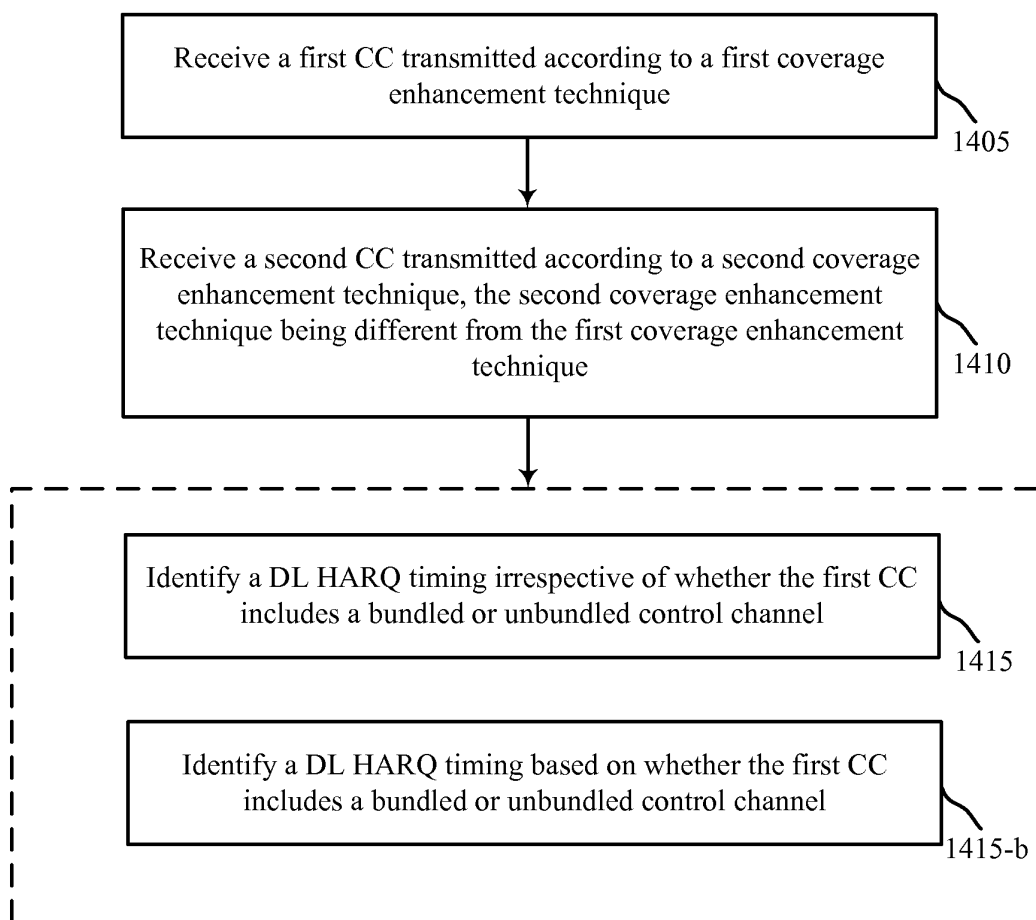 Receive a first CC transmitted according to a first coverage
enhancement technique
1405
Receive a second CC transmitted according to a second coverage
enhancement technique, the second coverage enhancement
technique being different from the first coverage enhancement
technique
1410
Identify a DL HARQ timing irrespective of whether the first CC
includes a bundled or unbundled control channel
1415
Identify a DL HARQ timing based on whether the first CC
includes a bundled or unbundled control channel
1415-b